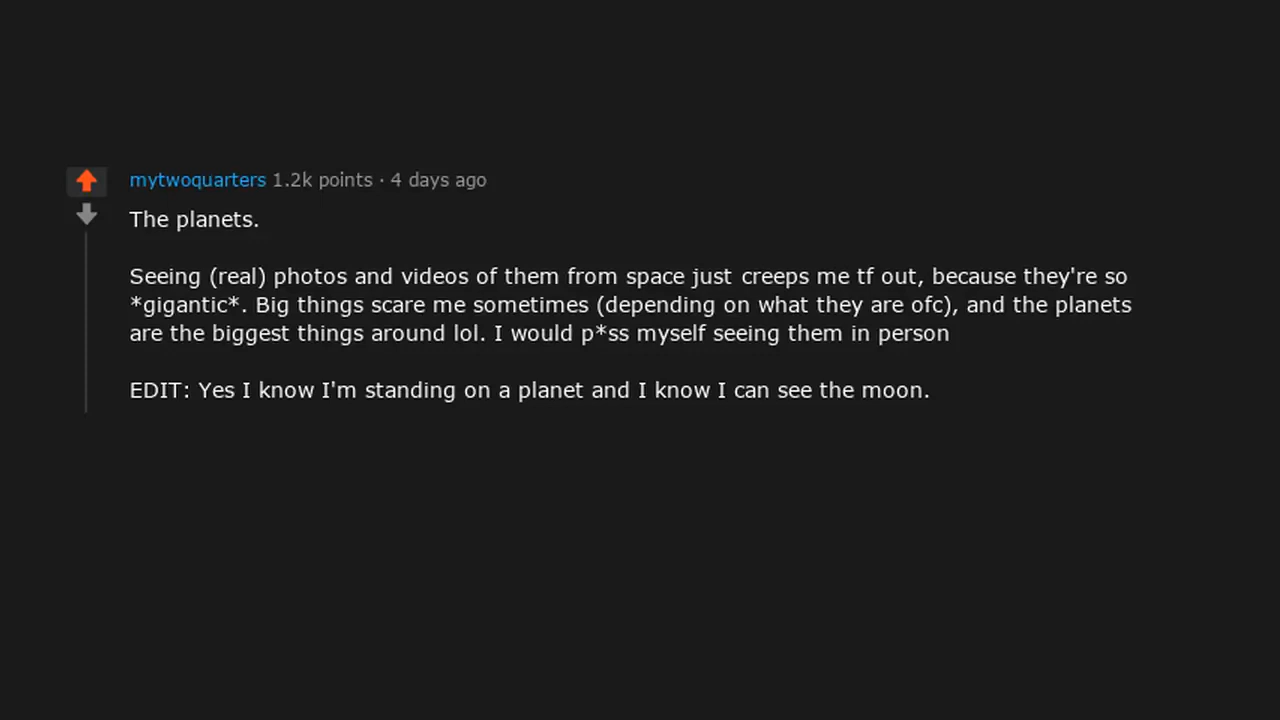 mytwoquarters 1.2k points · 4 days ago
The planets.
Seeing (real) photos and videos of them from space just creeps me tf out, because they're so
*gigantic*. Big things scare me sometimes (depending on what they are ofc), and the planets
are the biggest things around lol. I would p*ss myself seeing them in person
EDIT: Yes I know I'm standing on a planet and I know I can see the moon.